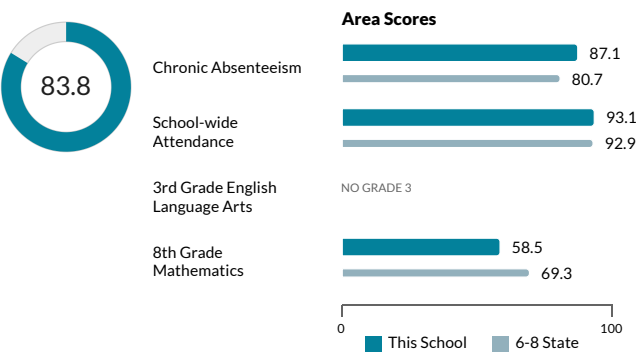 Area Scores
83.8
Chronic Absenteeism
87.1
80.7
School-wide
Attendance
93.1
92.9
3rd Grade English
Language Arts
NO GRADE 3
8th Grade
Mathematics
58.5
69.3
0
100
This School
6-8 State